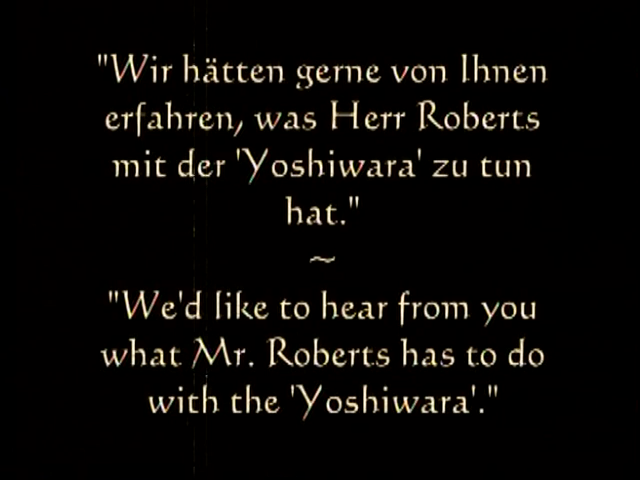 "Wir hätten gerne von Ihnen
erfahren, was Herr Roberts
mit der 'Yoshiwara' zu tun
hat."
~
"We'd like to hear from you
what Mr. Roberts has to do
with the 'Yoshiwara'."